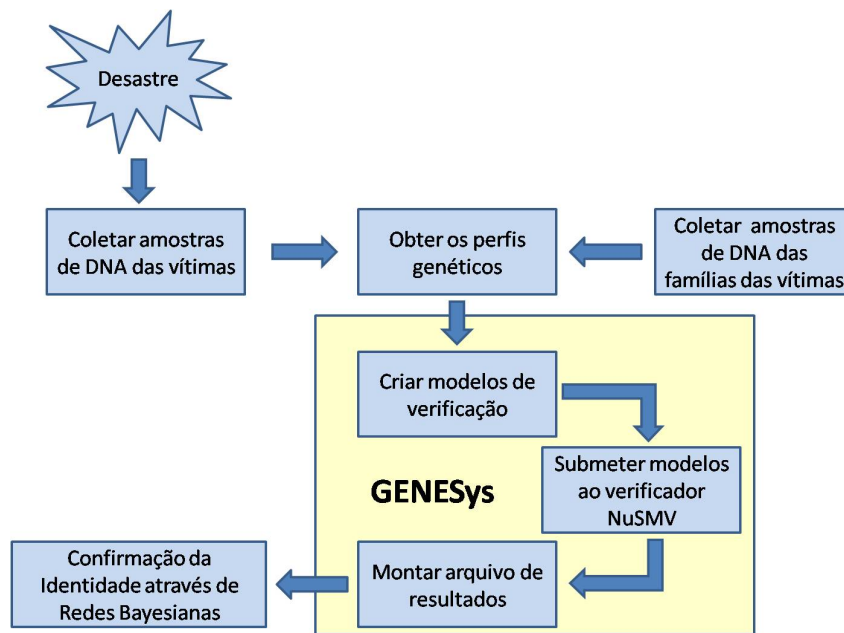 Desastre
Coletar amostras
de DNA das vítimas
Obter os perfis
genéticos
Coletar amostras
de DNA das
famílias das vítimas
Criar modelos de
verificação
Submeter modelos
ao verificador
NuSMV
GENESys
Montar arquivo de
resultados
Confirmação da
Identidade através de
Redes Bayesianas